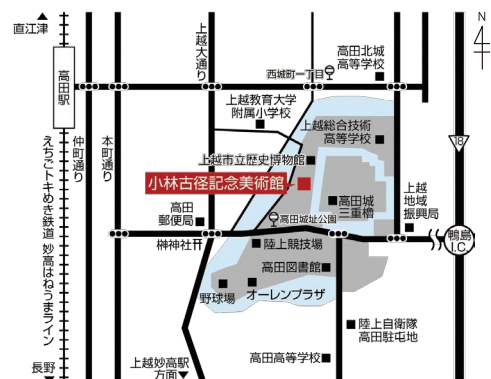 直江津
高田駅
えちごトキめき鉄道 妙高はねうまライン
長野
仲町通り
本町通り
上越大通り
西城町一丁目
高田北城
高等学校
N
4
上越教育大学
附属小学校
上越総合技術
高等学校
上越市立歴史博物館
小林古径記念美術館
18
高田城
三重櫓
上越
地域
振興局
高田
郵便局
高田城址公園
榊神社
陸上競技場
鴨島
I.C.
高田図書館
野球場
オーレンプラザ
陸上自衛隊
高田駐屯地
上越妙高駅
方面
高田高等学校